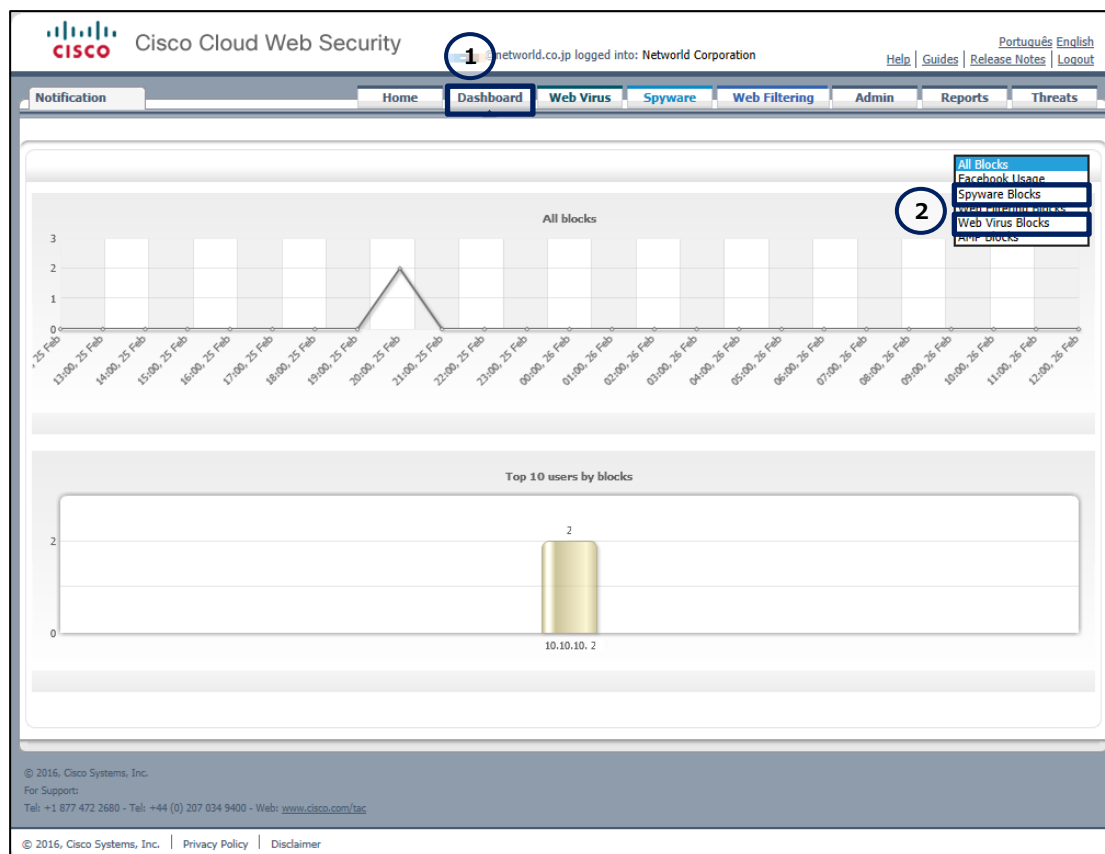 CISCO
Cisco Cloud Web Security
1
networld.co.jp logged into: Networld Corporation
Português English
Help | Guides | Release Notes | Logout
Notification
Home Dashboard Web Virus Spyware Web Filtering Admin Reports Threats
All Blocks
Facebook Usage
Spyware Blocks
Web Filtering Blocks
Web Virus Blocks
AMP Blocks
2
All blocks
3
2
1
0
, 25 Feb
13:00, 25 Feb
14:00, 25 Feb
15:00, 25 Feb
16:00, 25 Feb
17:00, 25 Feb
18:00, 25 Feb
19:00, 25 Feb
20:00, 25 Feb
21:00, 25 Feb
22:00, 25 Feb
23:00, 25 Feb
00:00, 26 Feb
01:00, 26 Feb
02:00, 26 Feb
03:00, 26 Feb
04:00, 26 Feb
05:00, 26 Feb
06:00, 26 Feb
07:00, 26 Feb
08:00, 26 Feb
09:00, 26 Feb
10:00, 26 Feb
11:00, 26 Feb
12:00, 26 Feb
Top 10 users by blocks
2
2
0
10.10.10. 2
© 2016, Cisco Systems, Inc.
For Support:
Tel: +1 877 472 2680 - Tel: +44 (0) 207 034 9400 - Web: www.cisco.com/tac
© 2016, Cisco Systems, Inc. | Privacy Policy | Disclaimer